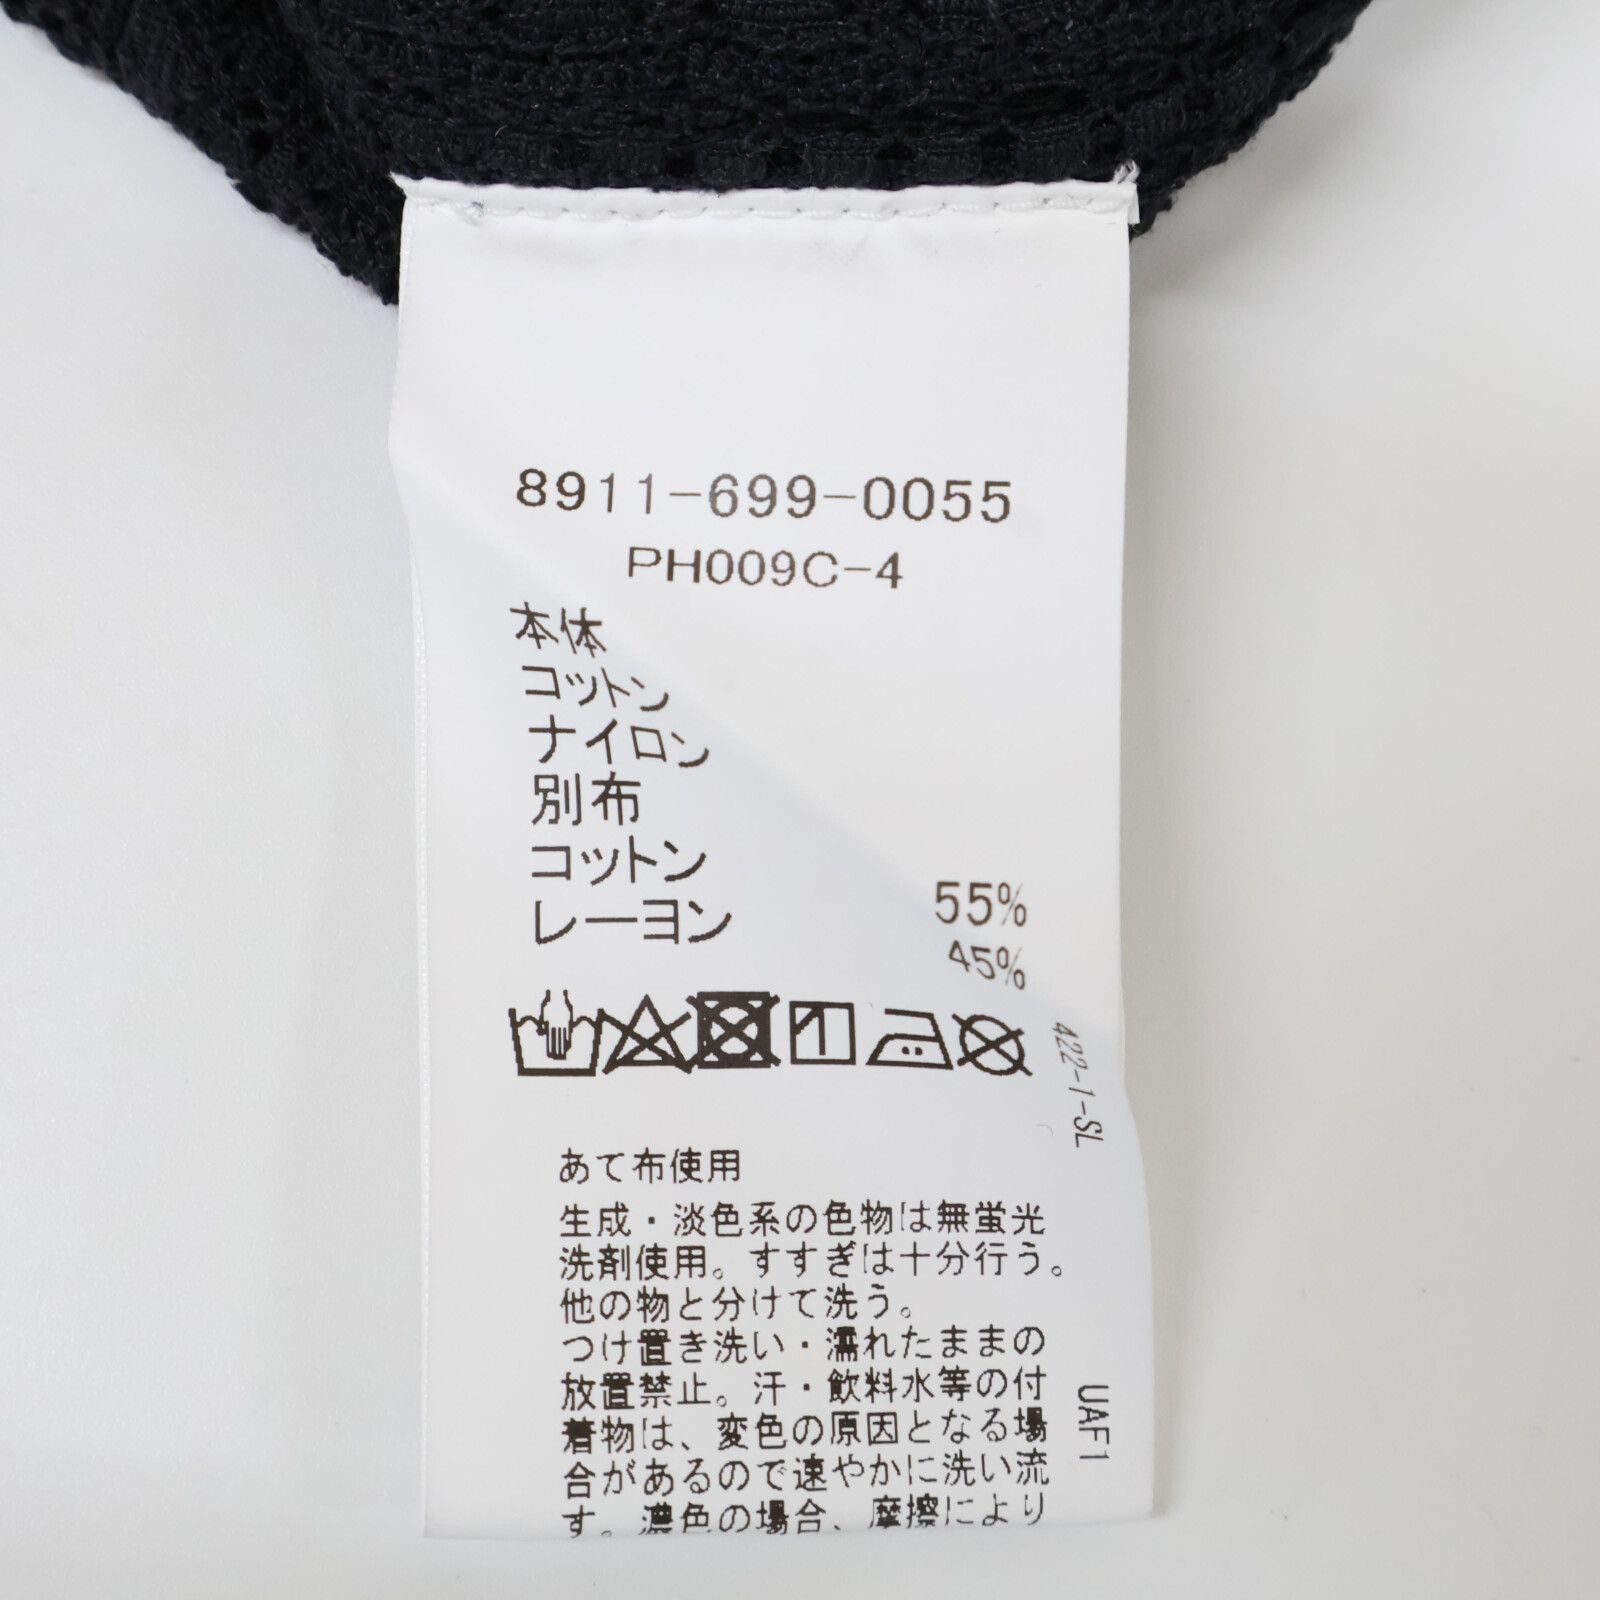 8911-699-0055
PH009C-4
本体
コットン
ナイロン
別布
コットン 55%
レーヨン 45%
422-1-SL
あて布使用
生成・淡色系の色物は無蛍光
洗剤使用。すすぎは十分行う。
他の物と分けて洗う。
つけ置き洗い・濡れたままの
放置禁止。汗・飲料水等の付
着物は、変色の原因となる場
合があるので速やかに洗い流
す。濃色の場合、摩擦により
UAF1